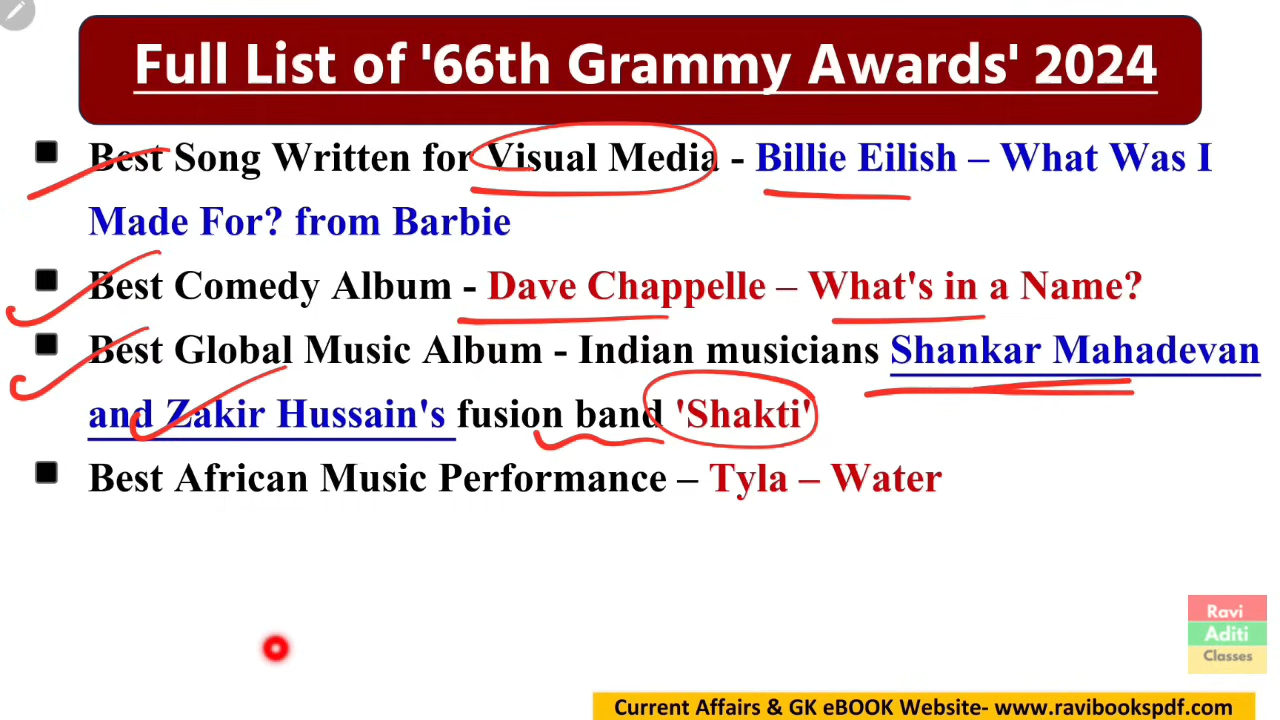 Full List of '66th Grammy Awards' 2024
Best Song Written for Visual Media - Billie Eilish – What Was I
Made For? from Barbie
Best Comedy Album - Dave Chappelle – What's in a Name?
Best Global Music Album - Indian musicians Shankar Mahadevan
and Zakir Hussain's fusion band 'Shakti'
Best African Music Performance – Tyla – Water
Ravi
Aditi
Classes
Current Affairs & GK eBOOK Website- www.ravibookspdf.com